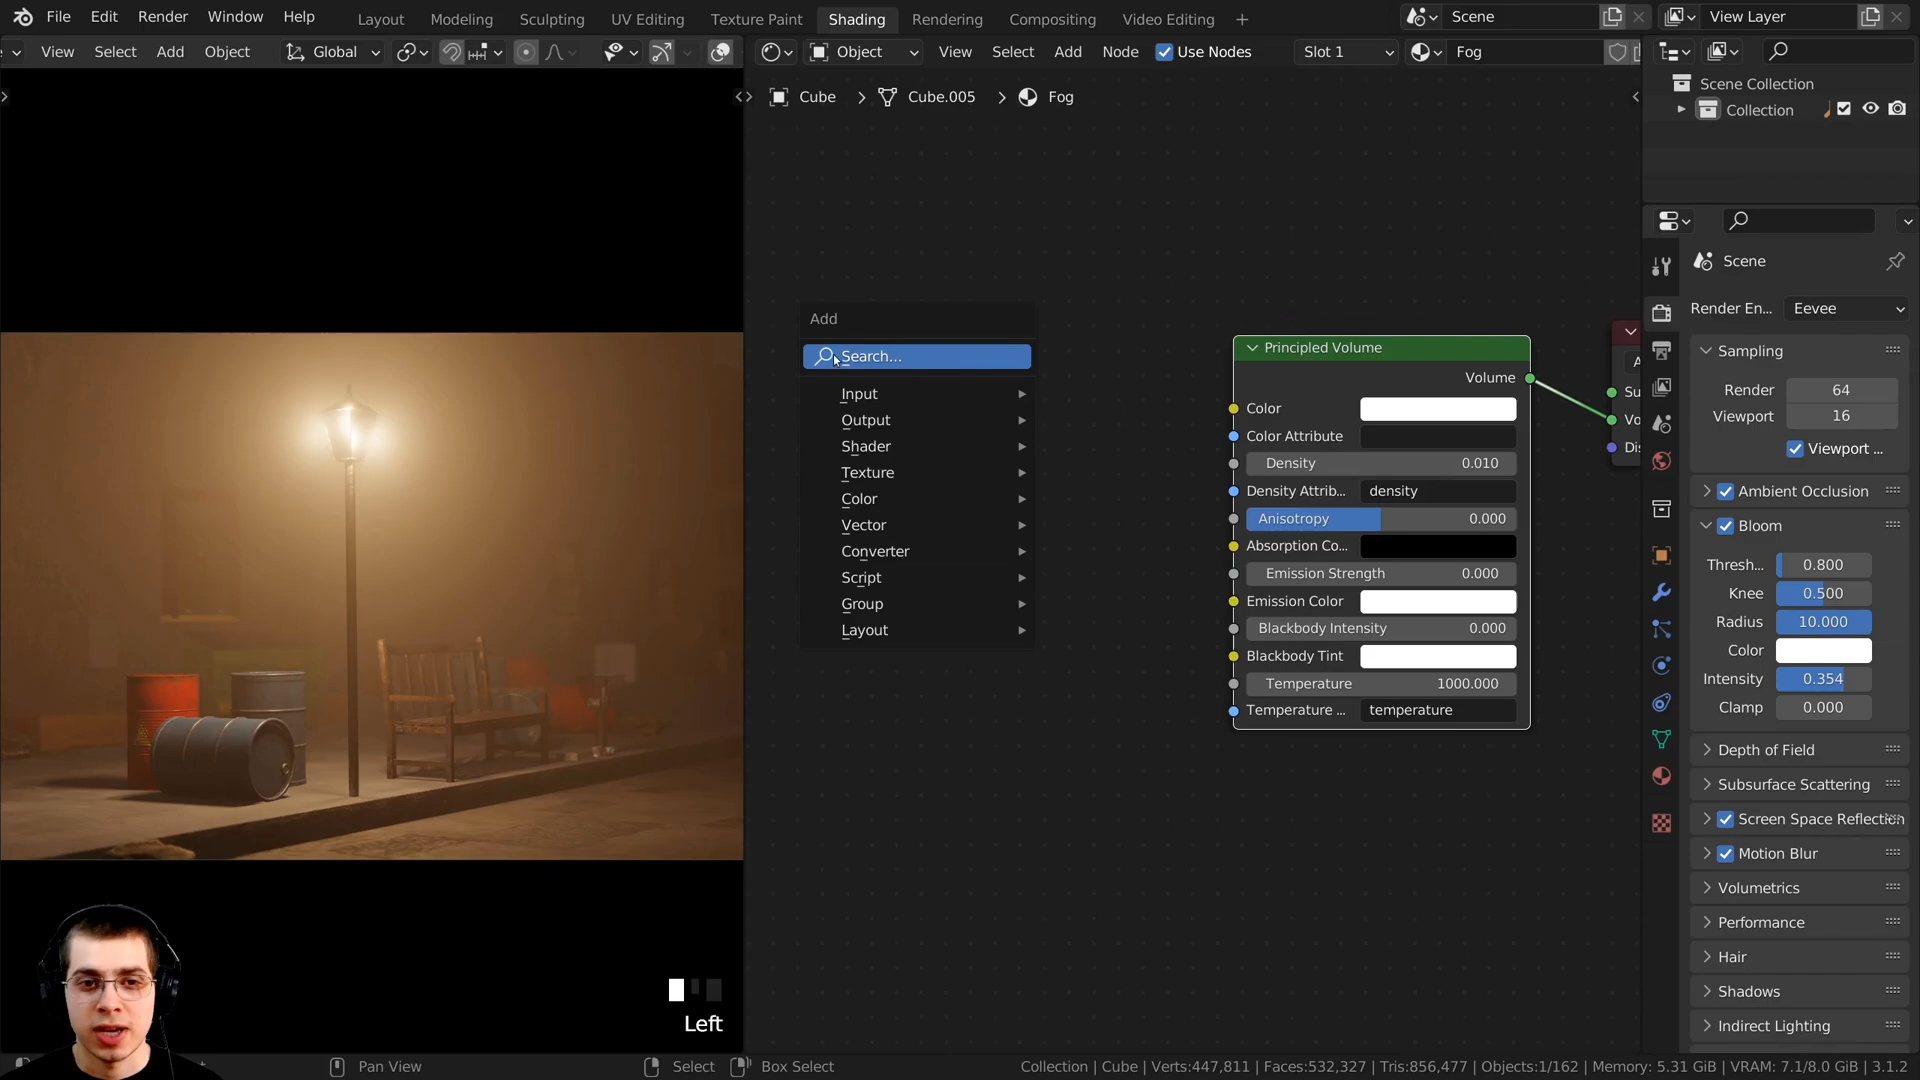 File Edit Render Window Help Layout Modeling Sculpting UV Editing Texture Paint Shading Rendering Compositing Video Editing + Scene View Layer
View Select Add Object Global Object View Select Add Node Use Nodes Slot 1 Fog
Cube > Cube.005 > Fog
Scene Collection
Collection
Add
Search...
Input
Output
Shader
Texture
Color
Vector
Converter
Script
Group
Layout
Principled Volume
Volume
Color
Color Attribute
Density 0.010
Density Attrib... density
Anisotropy 0.000
Absorption Co...
Emission Strength 0.000
Emission Color
Blackbody Intensity 0.000
Blackbody Tint
Temperature 1000.000
Temperature ... temperature
A
Su
Vo
Dis
Scene
Render En... Eevee
Sampling
Render 64
Viewport 16
Viewport ...
Ambient Occlusion
Bloom
Thresh... 0.800
Knee 0.500
Radius 10.000
Color
Intensity 0.354
Clamp 0.000
Depth of Field
Subsurface Scattering
Screen Space Reflection
Motion Blur
Volumetrics
Performance
Hair
Shadows
Indirect Lighting
Left
Pan View Select Box Select Collection | Cube | Verts:447,811 | Faces:532,327 | Tris:856,477 | Objects:1/162 | Memory: 5.31 GiB | VRAM: 7.1/8.0 GiB | 3.1.2